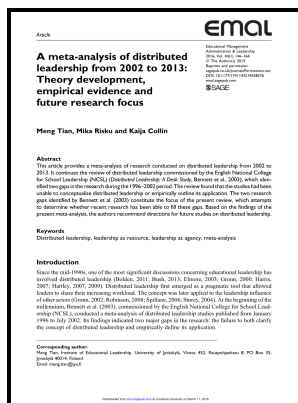 Article
EMAL
A meta-analysis of distributed
leadership from 2002 to 2013:
Theory development,
empirical evidence and
future research focus
Educational Management
Administration & Leadership
2016, Vol. 44(1) 146–164
© The Author(s) 2015
Reprints and permission:
sagepub.co.uk/journalsPermissions.nav
DOI: 10.1177/1741143214558576
emal.sagepub.com
SAGE
Meng Tian, Mika Risku and Kaija Collin
Abstract
This article provides a meta-analysis of research conducted on distributed leadership from 2002 to
2013. It continues the review of distributed leadership commissioned by the English National College
for School Leadership (NCSL) (Distributed Leadership: A Desk Study, Bennett et al., 2003), which iden-
tified two gaps in the research during the 1996–2002 period. The review found that the studies had been
unable to conceptualise distributed leadership or empirically outline its application. The two research
gaps identified by Bennett et al. (2003) constitute the focus of the present review, which attempts
to determine whether recent research has been able to fill these gaps. Based on the findings of the
present meta-analysis, the authors recommend directions for future studies on distributed leadership.
Keywords
Distributed leadership, leadership as resource, leadership as agency, meta-analysis
Introduction
Since the mid-1990s, one of the most significant discussions concerning educational leadership has
involved distributed leadership (Bolden, 2011; Bush, 2013; Elmore, 2003; Gronn, 2000; Harris,
2007; Hartley, 2007, 2009). Distributed leadership first emerged as a pragmatic tool that allowed
leaders to share their increasing workload. The concept was later applied to the leadership influence
of other actors (Gronn, 2002; Robinson, 2008; Spillane, 2006; Storey, 2004). At the beginning of the
millennium, Bennett et al. (2003), commissioned by the English National College for School Lead-
ership (NCSL), conducted a meta-analysis of distributed leadership studies published from January
1996 to July 2002. Its findings indicated two major gaps in the research: the failure to both clarify
the concept of distributed leadership and empirically define its application.
Corresponding author:
Meng Tian, Institute of Educational Leadership, University of Jyväskylä, Viveca 452, Rautpohjankatu 8, PO BOX 35,
Jyväskylä 40014, Finland.
Email: meng.tian@jyu.fi